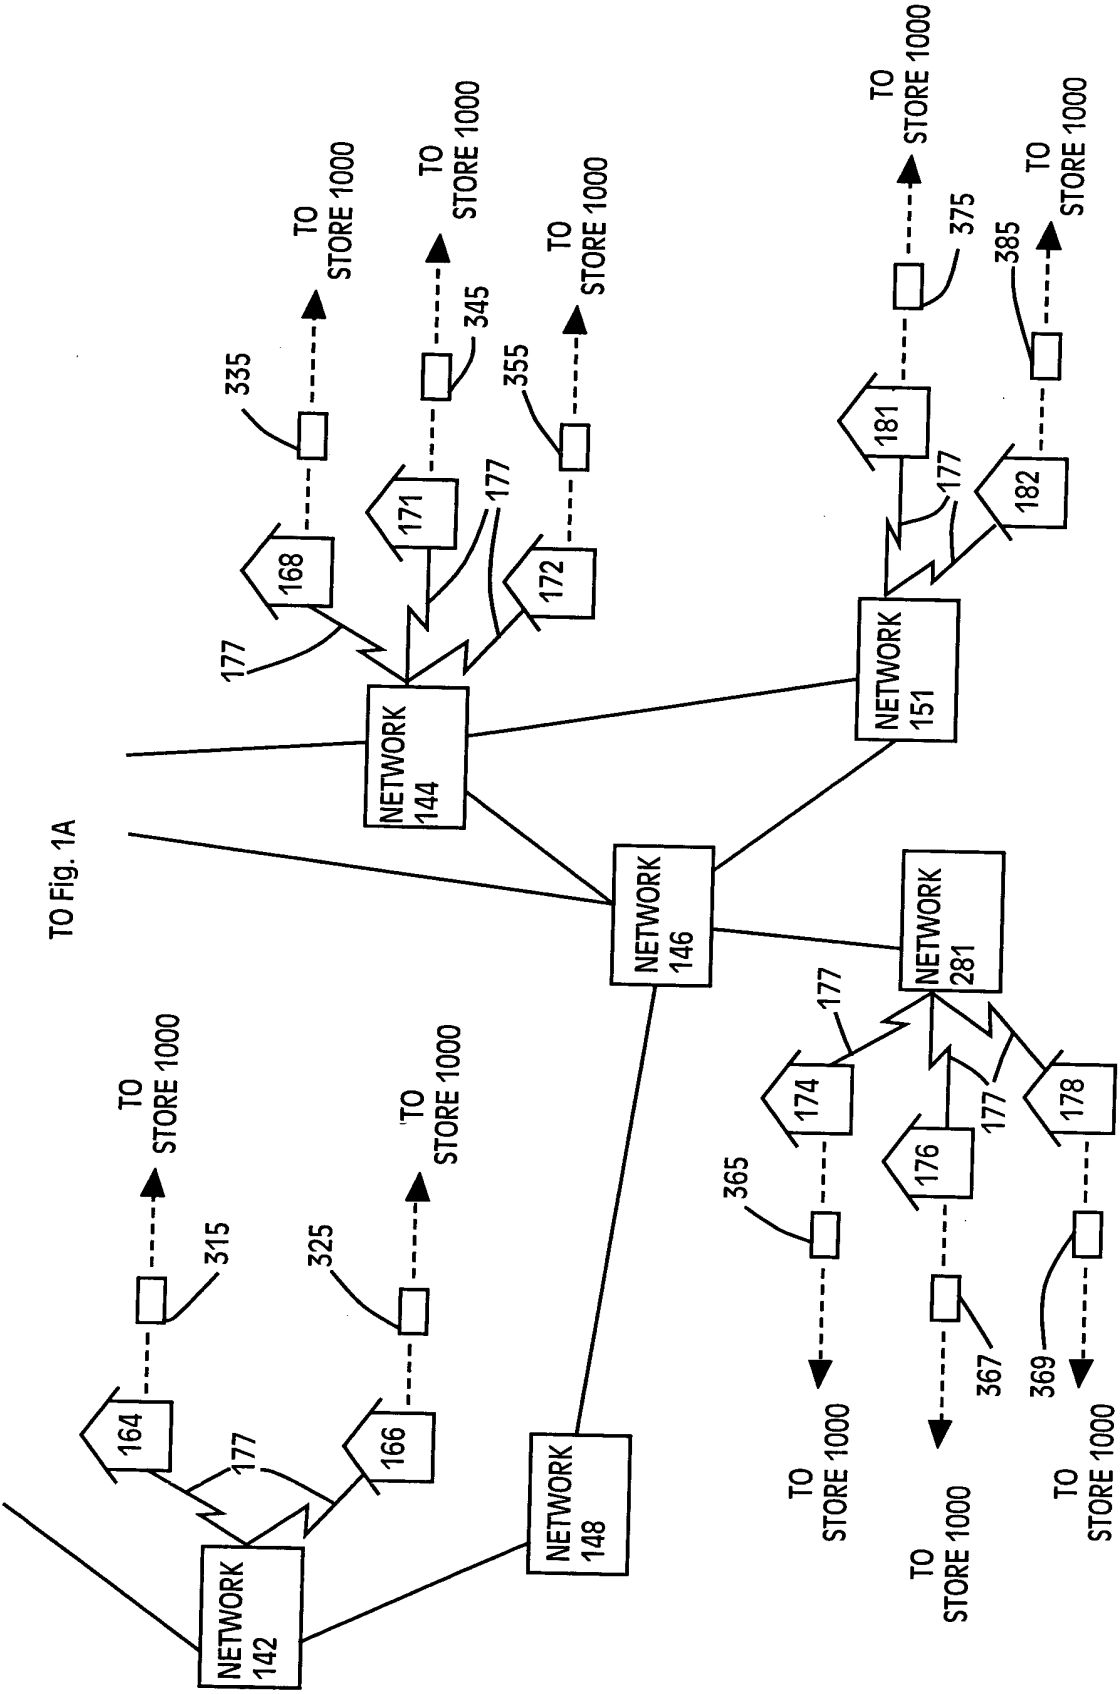 TO Fig. 1A
TO
STORE 1000
315
164
177
NETWORK
142
'TO
STORE 1000
325
166
NETWORK
148
TO
STORE 1000
335
168
177
TO
STORE 1000
345
171
177
TO
STORE 1000
355
172
NETWORK
144
NETWORK
146
TO
STORE 1000
375
181
177
TO
STORE 1000
385
182
NETWORK
151
NETWORK
281
177
174
365
TO
STORE 1000
176
177
367
TO
STORE 1000
178
369
TO
STORE 1000